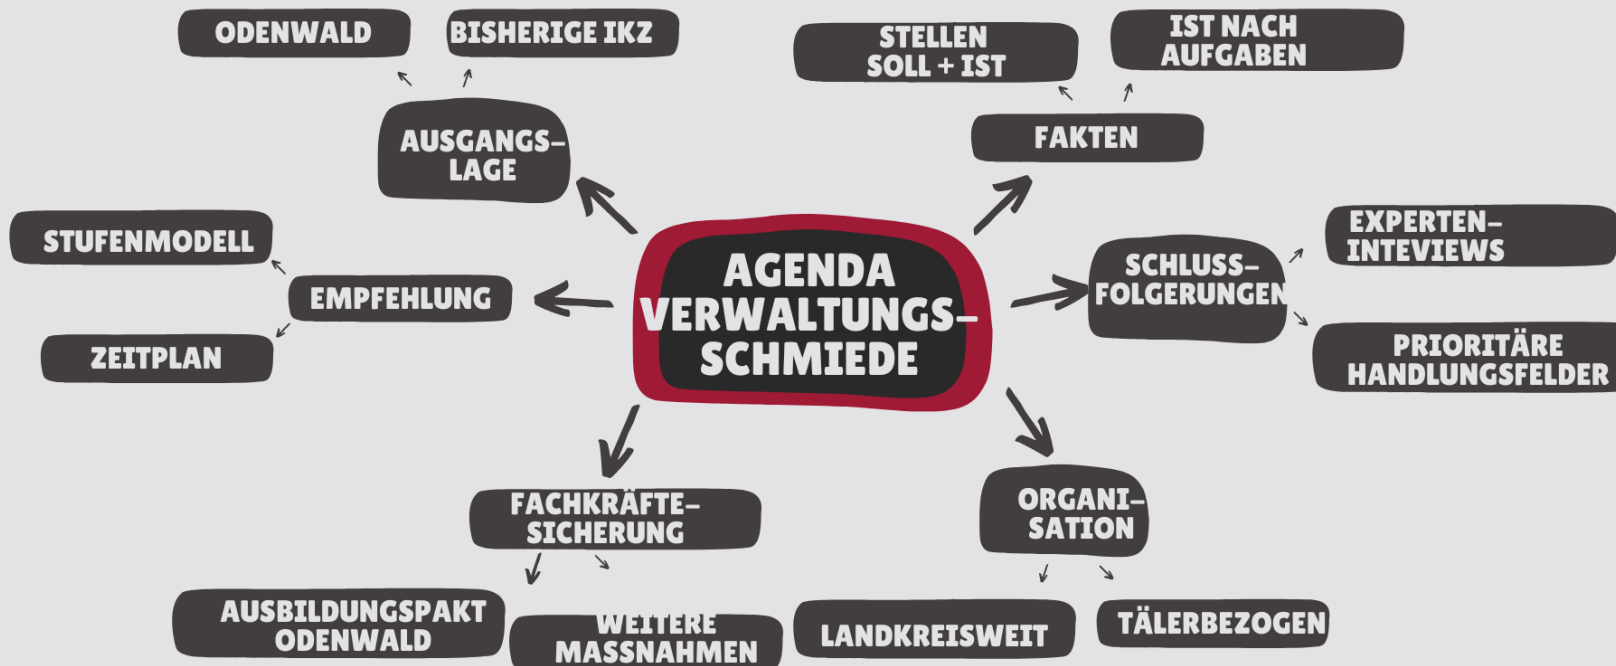 ODENWALD
BISHERIGE IKZ
AUSGANGS-
LAGE
STELLEN
SOLL + IST
IST NACH
AUFGABEN
FAKTEN
STUFENMODELL
EMPFEHLUNG
ZEITPLAN
AGENDA
VERWALTUNGS-
SCHMIEDE
EXPERTEN-
INTEVIEWS
SCHLUSS-
FOLGERUNGEN
PRIORITÄRE
HANDLUNGSFELDER
FACHKRÄFTE-
SICHERUNG
AUSBILDUNGSPAKT
ODENWALD
WEITERE
MASSNAHMEN
ORGANI-
SATION
LANDKREISWEIT
TÄLERBEZOGEN